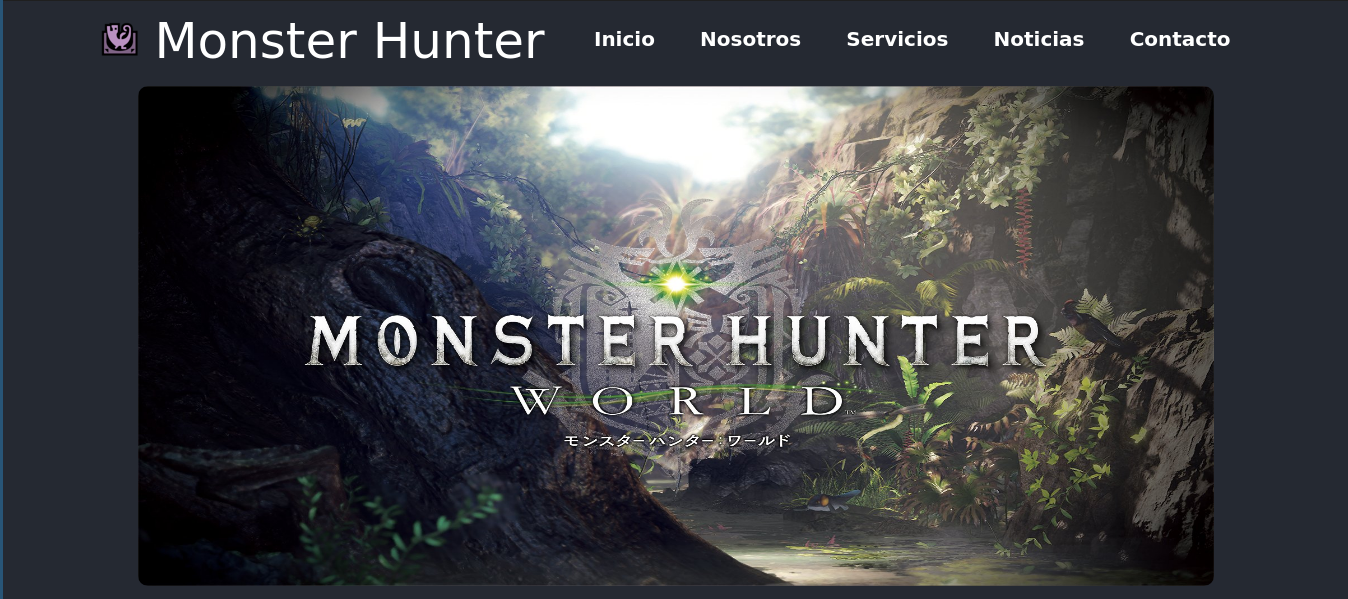 Monster Hunter
Inicio Nosotros Servicios Noticias Contacto
MONSTER HUNTER
WORLD™
モンスターハンター:ワールド